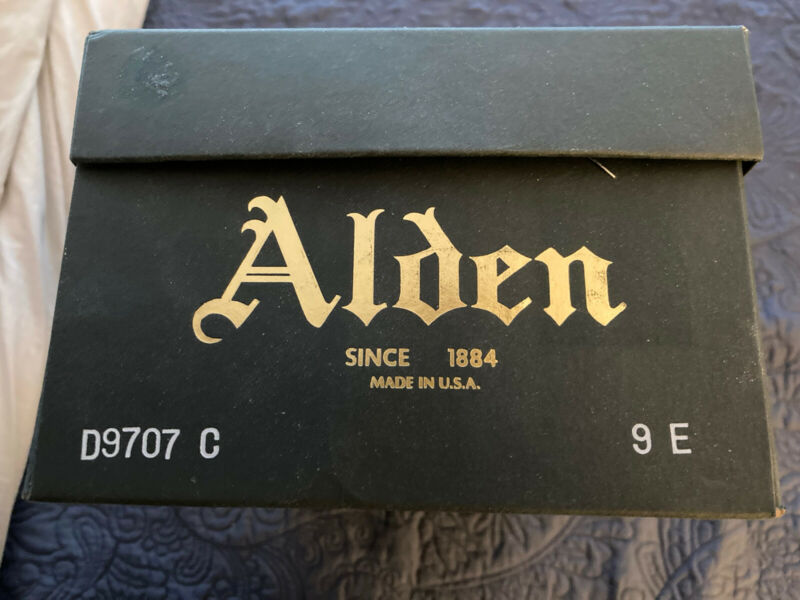 Alden
SINCE 1884
MADE IN U.S.A.
D9707 C 9 E